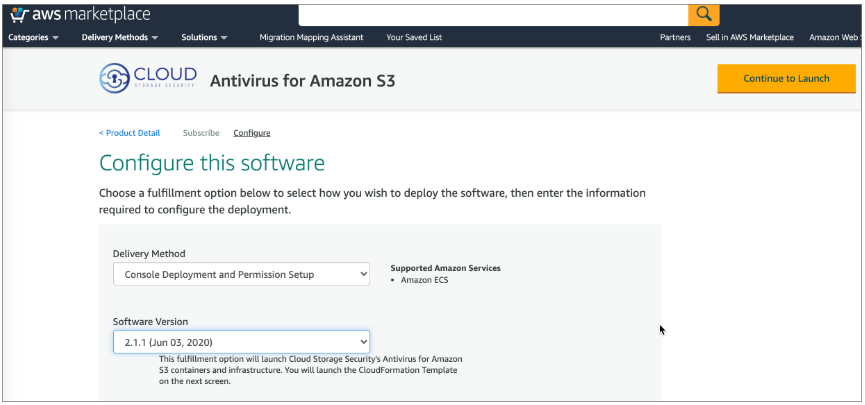 aws marketplace
Categories Delivery Methods Solutions Migration Mapping Assistant Your Saved List Partners Sell in AWS Marketplace Amazon Web
CLOUD
STORAGE SECURITY
Antivirus for Amazon S3
Continue to Launch
< Product Detail Subscribe Configure
Configure this software
Choose a fulfillment option below to select how you wish to deploy the software, then enter the information
required to configure the deployment.
Delivery Method
Console Deployment and Permission Setup
Supported Amazon Services
• Amazon ECS
Software Version
2.1.1 (Jun 03, 2020)
This fulfillment option will launch Cloud Storage Security's Antivirus for Amazon
S3 containers and infrastructure. You will launch the CloudFormation Template
on the next screen.